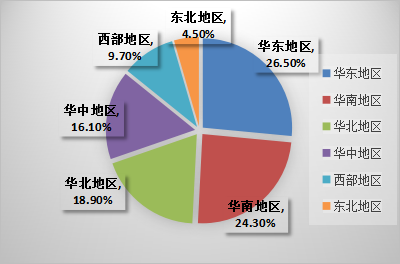 东北地区,
4.50%
西部地区,
9.70%
华东地区,
26.50%
华中地区,
16.10%
华北地区,
18.90%
华南地区,
24.30%
华东地区
华南地区
华北地区
华中地区
西部地区
东北地区